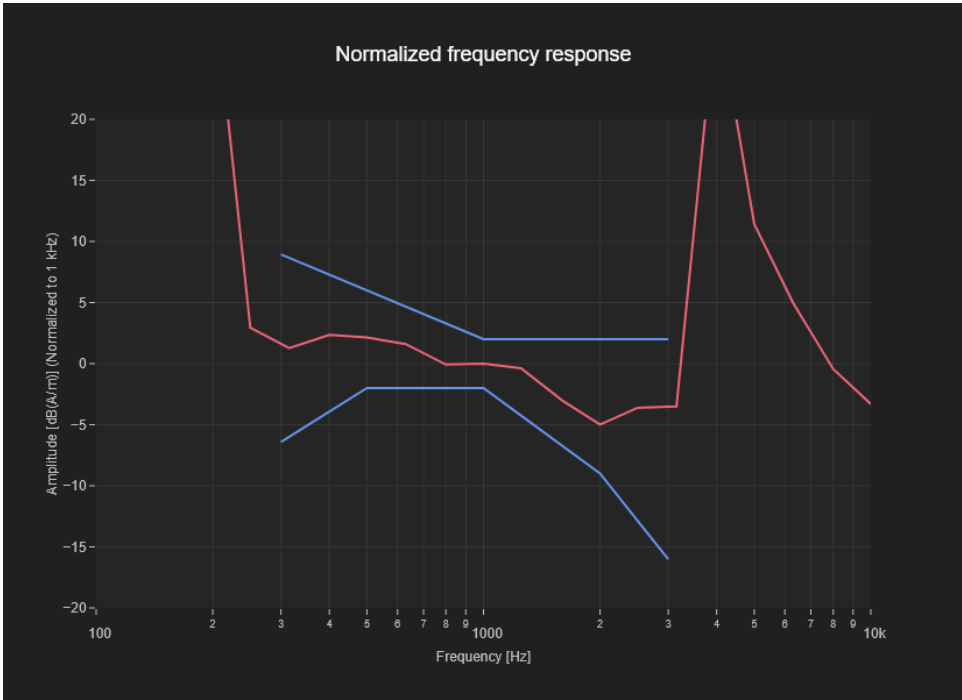 Normalized frequency response
Amplitude [dB(A/m)] (Normalized to 1 kHz)
20
15
10
5
0
−5
−10
−15
−20
100 2 3 4 5 6 7 8 9 1000 2 3 4 5 6 7 8 9 10k
Frequency [Hz]